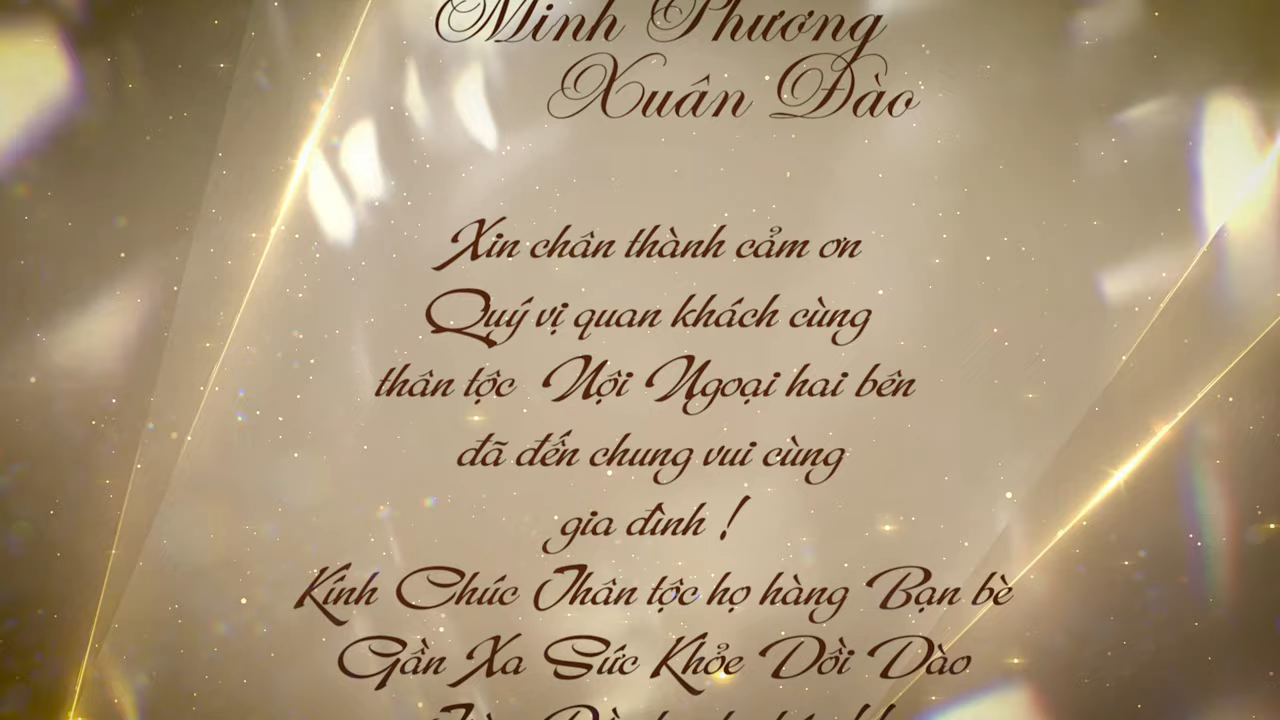 Minh Phương
Xuân Đào
Xin chân thành cảm ơn
Quý vị quan khách cùng
thân tộc Nội Ngoại hai bên
đã đến chung vui cùng
gia đình !
Kính Chúc Thân tộc họ hàng Bạn bè
Gần Xa Sức Khỏe Dồi Dào